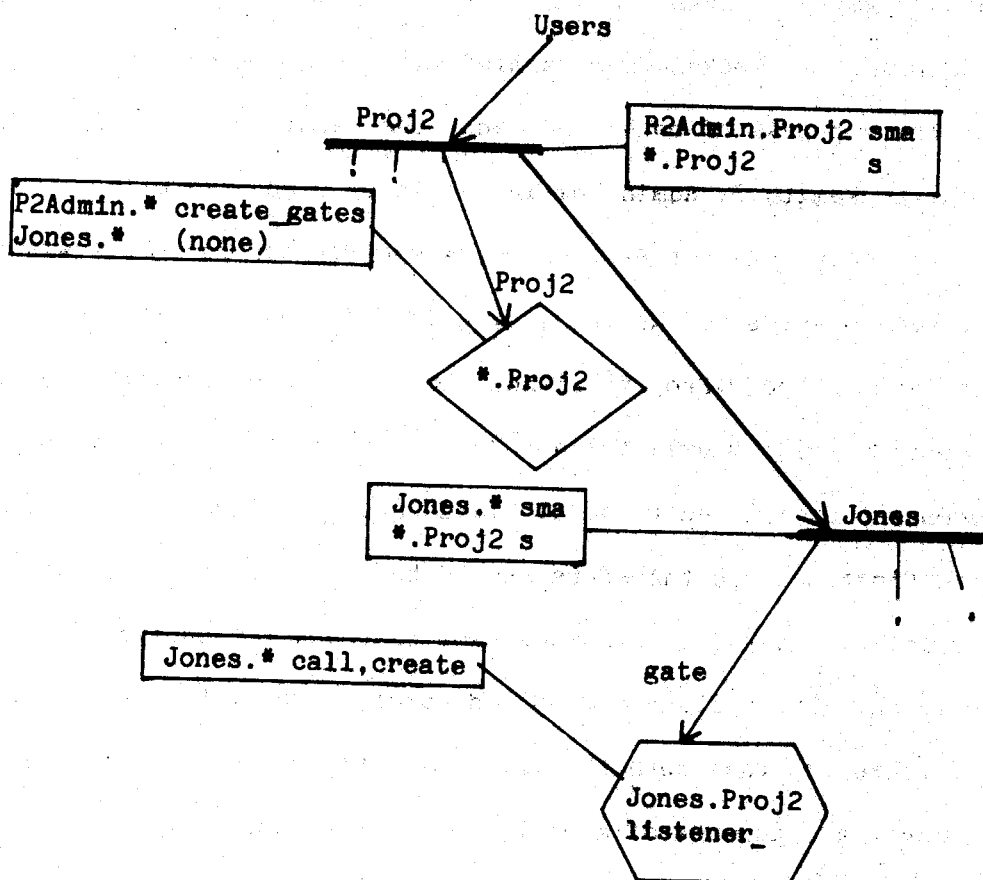 Users
Proj2
P2Admin.Proj2 sma
*.Proj2 s
P2Admin.* create_gates
Jones.* (none)
Proj2
*.Proj2
Jones.* sma
*.Proj2 s
Jones
Jones.* call,create
gate
Jones.Proj2
listener_